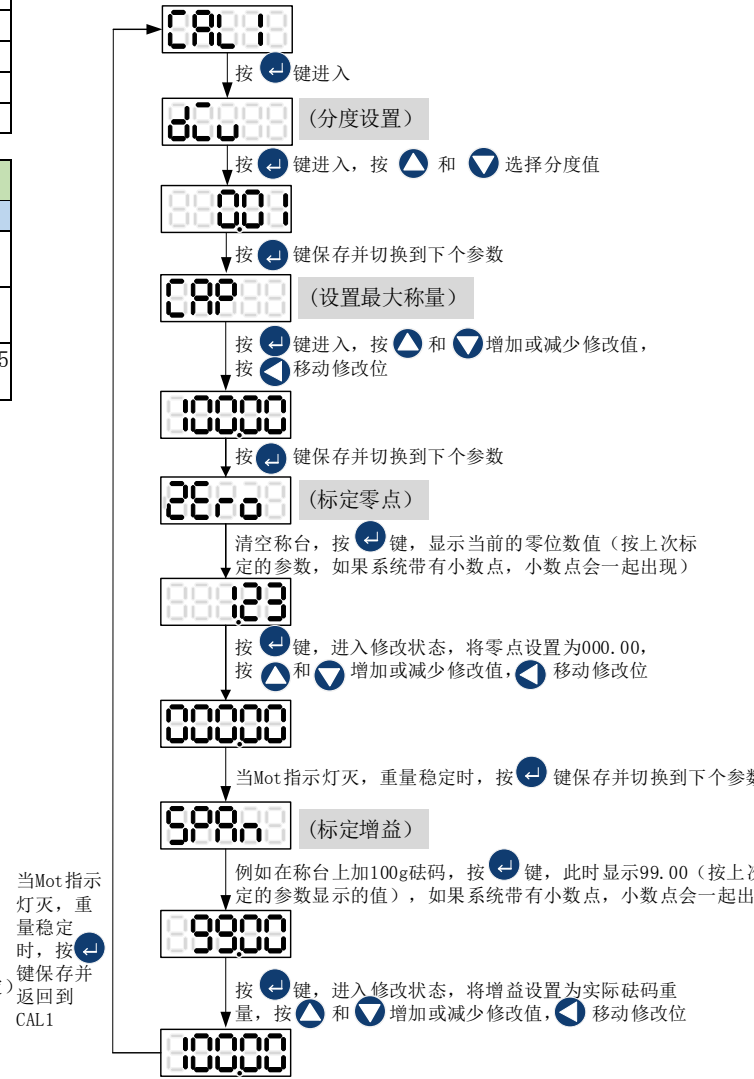 CAL1
按 键进入
dCu
(分度设置)
按 键进入，按 和 选择分度值
0.01
按 键保存并切换到下个参数
CAP
(设置最大称量)
按 键进入，按 和 增加或减少修改值，
按 移动修改位
100.00
按 键保存并切换到下个参数
ZEro
(标定零点)
清空称台，按 键，显示当前的零位数值（按上次标
定的参数，如果系统带有小数点，小数点会一起出现）
1.23
按 键，进入修改状态，将零点设置为000.00，
按 和 增加或减少修改值， 移动修改位
000.00
当Mot指示灯灭，重量稳定时，按 键保存并切换到下个参数
SPAn
(标定增益)
例如在称台上加100g砝码，按 键，此时显示99.00（按上次
定的参数显示的值），如果系统带有小数点，小数点会一起出
99.00
按 键，进入修改状态，将增益设置为实际砝码重
量，按 和 增加或减少修改值， 移动修改位
100.00
当Mot指示
灯灭，重
量稳定
时，按
键保存并
返回到
CAL1
5
）